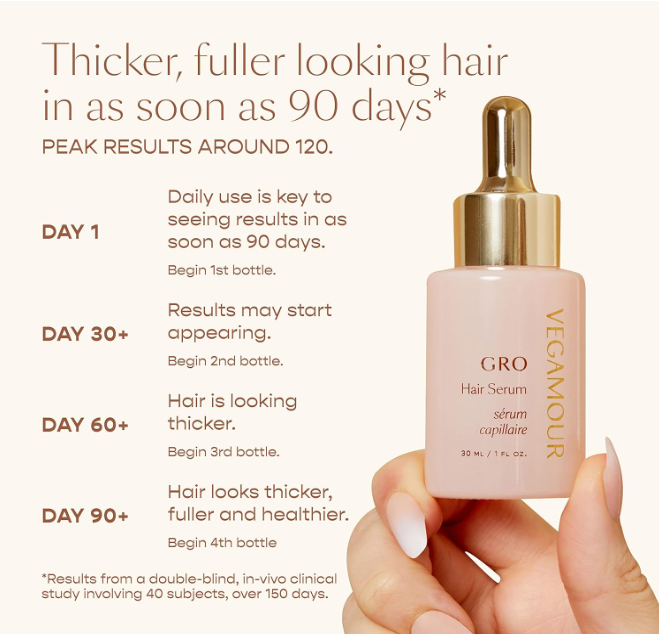 Thicker, fuller looking hair
in as soon as 90 days*
PEAK RESULTS AROUND 120.
DAY 1
Daily use is key to
seeing results in as
soon as 90 days.
Begin 1st bottle.
DAY 30+
Results may start
appearing.
Begin 2nd bottle.
DAY 60+
Hair is looking
thicker.
Begin 3rd bottle.
DAY 90+
Hair looks thicker,
fuller and healthier.
Begin 4th bottle
*Results from a double-blind, in-vivo clinical
study involving 40 subjects, over 150 days.
VEGAMOUR
GRO
Hair Serum
sérum
capillaire
30 ML / 1 FL OZ.